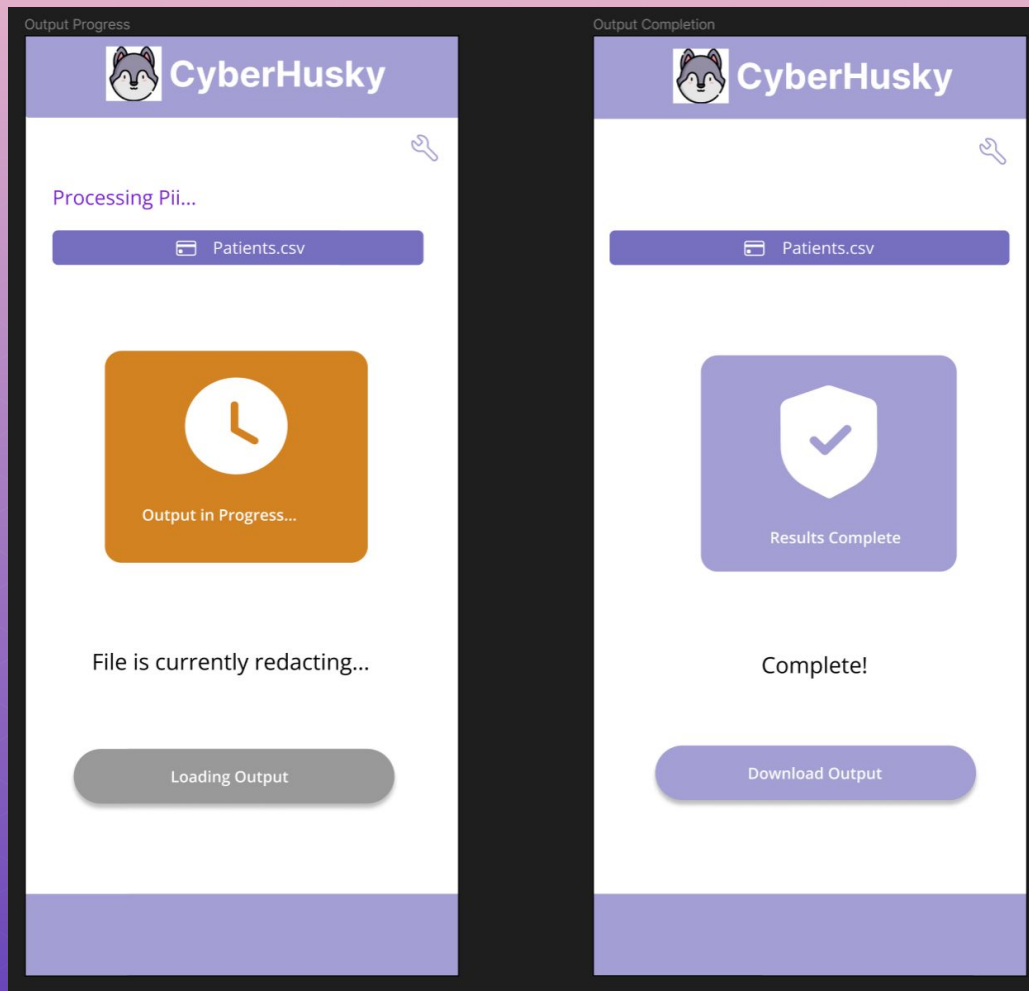 Output Progress
CyberHusky
Processing Pii...
Patients.csv
Output in Progress...
File is currently redacting...
Loading Output
Output Completion
CyberHusky
Patients.csv
Results Complete
Complete!
Download Output